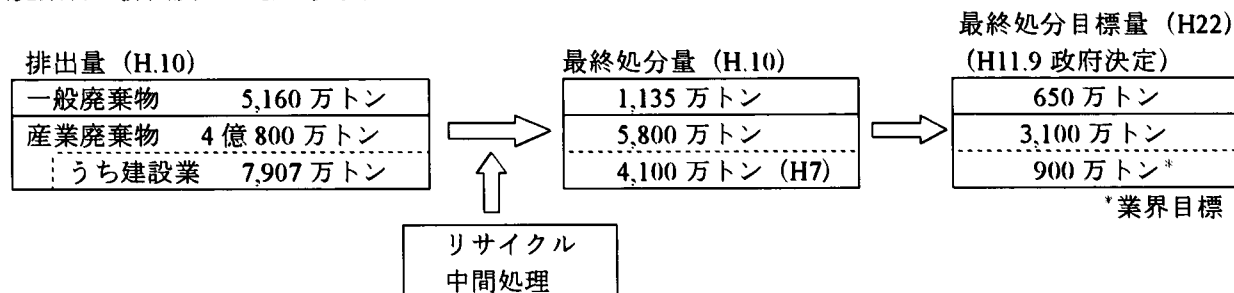 排出量 (H.10)
一般廃棄物 5,160 万トン
産業廃棄物 4 億 800 万トン
うち建設業 7,907 万トン
リサイクル
中間処理
最終処分量 (H.10)
1,135 万トン
5,800 万トン
4,100 万トン (H7)
最終処分目標量 (H22)
(H11.9 政府決定)
650 万トン
3,100 万トン
900 万トン*
*業界目標